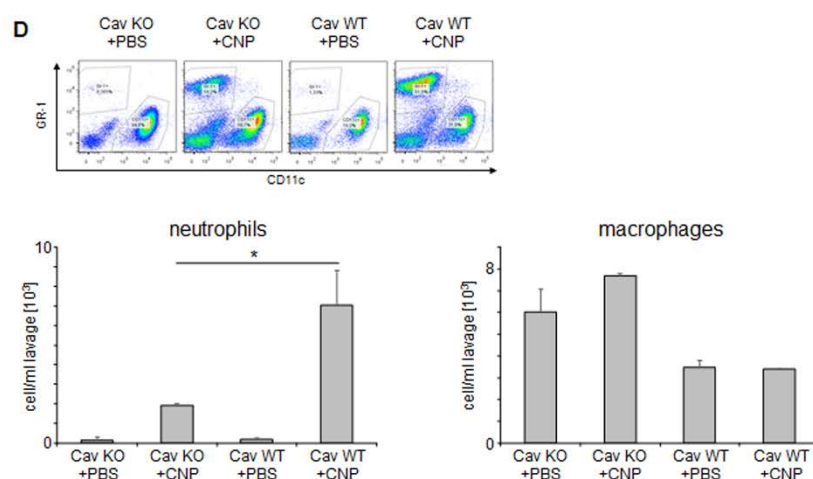 D
Cav KO Cav KO Cav WT Cav WT
+PBS +CNP +PBS +CNP
GR-1
CD11c
neutrophils
10
cell/ml lavage [10³]
*
0
Cav KO Cav KO Cav WT Cav WT
+PBS +CNP +PBS +CNP
macrophages
8
cell/ml lavage [10³]
0
Cav KO Cav KO Cav WT Cav WT
+PBS +CNP +PBS +CNP